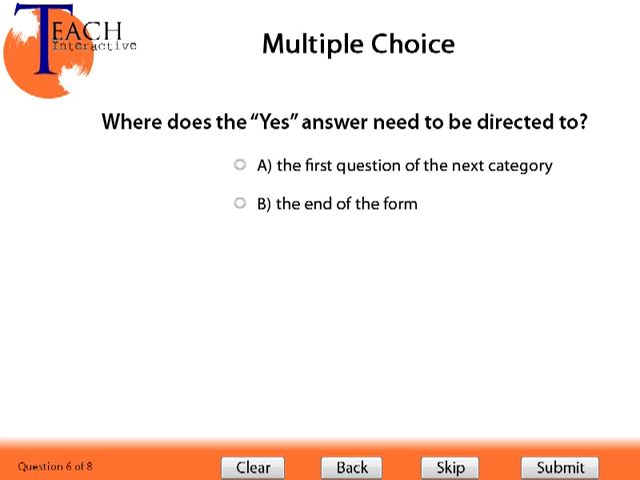 TEACH
Interactive
Multiple Choice
Where does the “Yes” answer need to be directed to?
A) the first question of the next category
B) the end of the form
Question 6 of 8
Clear
Back
Skip
Submit